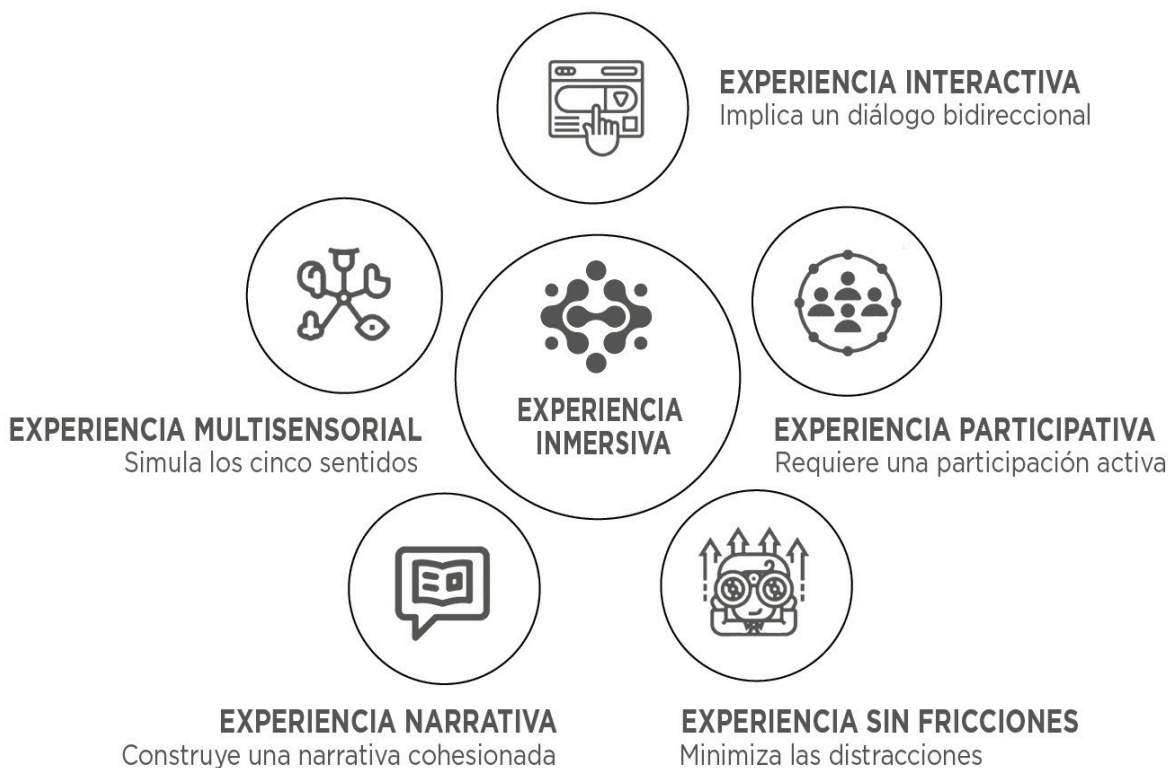 EXPERIENCIA INTERACTIVA
Implica un diálogo bidireccional
EXPERIENCIA MULTISENSORIAL
Simula los cinco sentidos
EXPERIENCIA
INMERSIVA
EXPERIENCIA PARTICIPATIVA
Requiere una participación activa
EXPERIENCIA NARRATIVA
Construye una narrativa cohesionada
EXPERIENCIA SIN FRICCIONES
Minimiza las distracciones